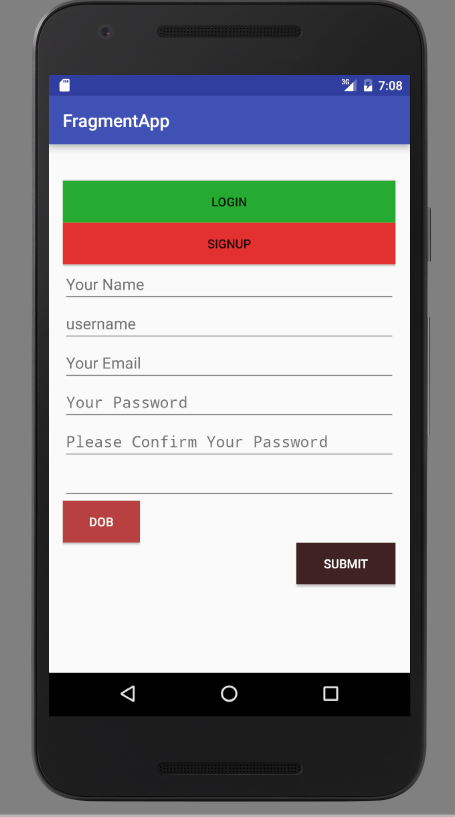 3G 7:08
FragmentApp
LOGIN
SIGNUP
Your Name
username
Your Email
Your Password
Please Confirm Your Password
DOB
SUBMIT